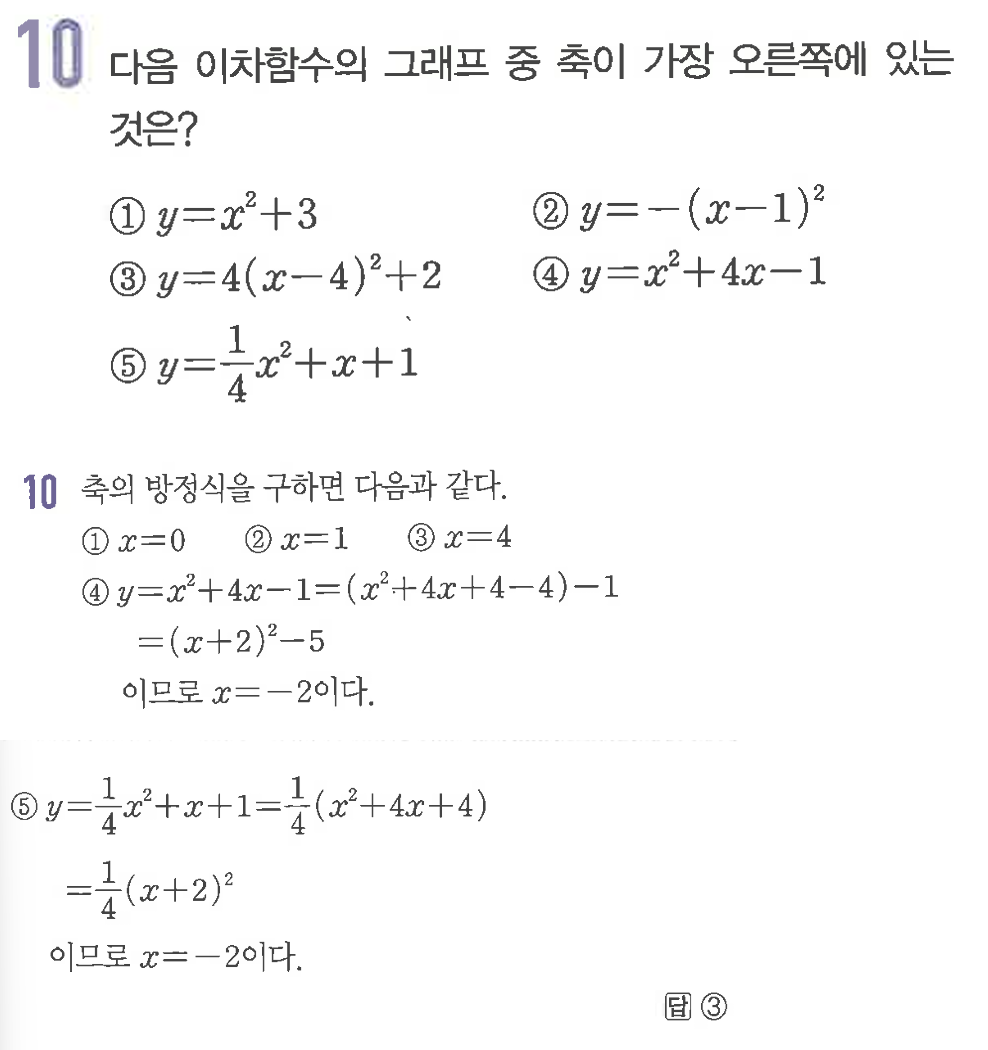 10 다음 이차함수의 그래프 중 축이 가장 오른쪽에 있는
것은?
① y=x²+3 ② y=-(x-1)²
③ y=4(x-4)²+2 ④ y=x²+4x-1
⑤ y=1/4x²+x+1
10 축의 방정식을 구하면 다음과 같다.
① x=0 ② x=1 ③ x=4
④ y=x²+4x-1=(x²+4x+4-4)-1
=(x+2)²-5
이므로 x=-2이다.
⑤ y=1/4x²+x+1=1/4(x²+4x+4)
=1/4(x+2)²
이므로 x=-2이다.
답 ③